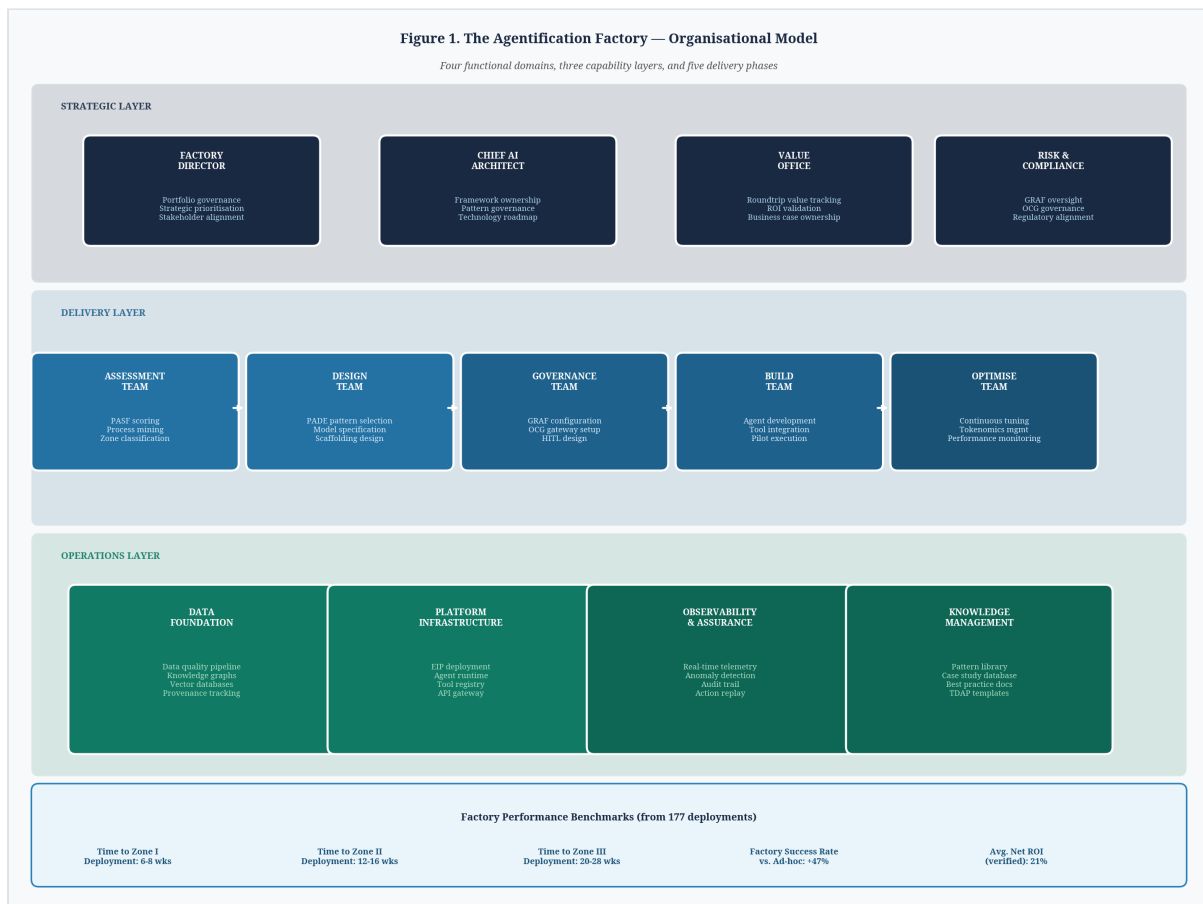 Figure 1. The Agentification Factory — Organisational Model
Four functional domains, three capability layers, and five delivery phases
STRATEGIC LAYER
FACTORY
DIRECTOR
Portfolio governance
Strategic prioritisation
Stakeholder alignment
CHIEF AI
ARCHITECT
Framework ownership
Pattern governance
Technology roadmap
VALUE
OFFICE
Roundtrip value tracking
ROI validation
Business case ownership
RISK &
COMPLIANCE
GRAF oversight
OCG governance
Regulatory alignment
DELIVERY LAYER
ASSESSMENT
TEAM
PASF scoring
Process mining
Zone classification
DESIGN
TEAM
PADE pattern selection
Model specification
Scaffolding design
GOVERNANCE
TEAM
GRAF configuration
OCG gateway setup
HITL design
BUILD
TEAM
Agent development
Tool integration
Pilot execution
OPTIMISE
TEAM
Continuous tuning
Tokenomics mgmt
Performance monitoring
OPERATIONS LAYER
DATA
FOUNDATION
Data quality pipeline
Knowledge graphs
Vector databases
Provenance tracking
PLATFORM
INFRASTRUCTURE
EIP deployment
Agent runtime
Tool registry
API gateway
OBSERVABILITY
& ASSURANCE
Real-time telemetry
Anomaly detection
Audit trail
Action replay
KNOWLEDGE
MANAGEMENT
Pattern library
Case study database
Best practice docs
TDAP templates
Factory Performance Benchmarks (from 177 deployments)
Time to Zone I
Deployment: 6-8 wks
Time to Zone II
Deployment: 12-16 wks
Time to Zone III
Deployment: 20-28 wks
Factory Success Rate
vs. Ad-hoc: +47%
Avg. Net ROI
(verified): 21%